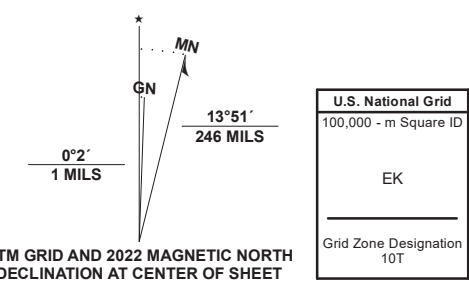 ★
MN
GN
13°51´
246 MILS
0°2´
1 MILS
TM GRID AND 2022 MAGNETIC NORTH
DECLINATION AT CENTER OF SHEET
U.S. National Grid
100,000 - m Square ID
EK
Grid Zone Designation
10T